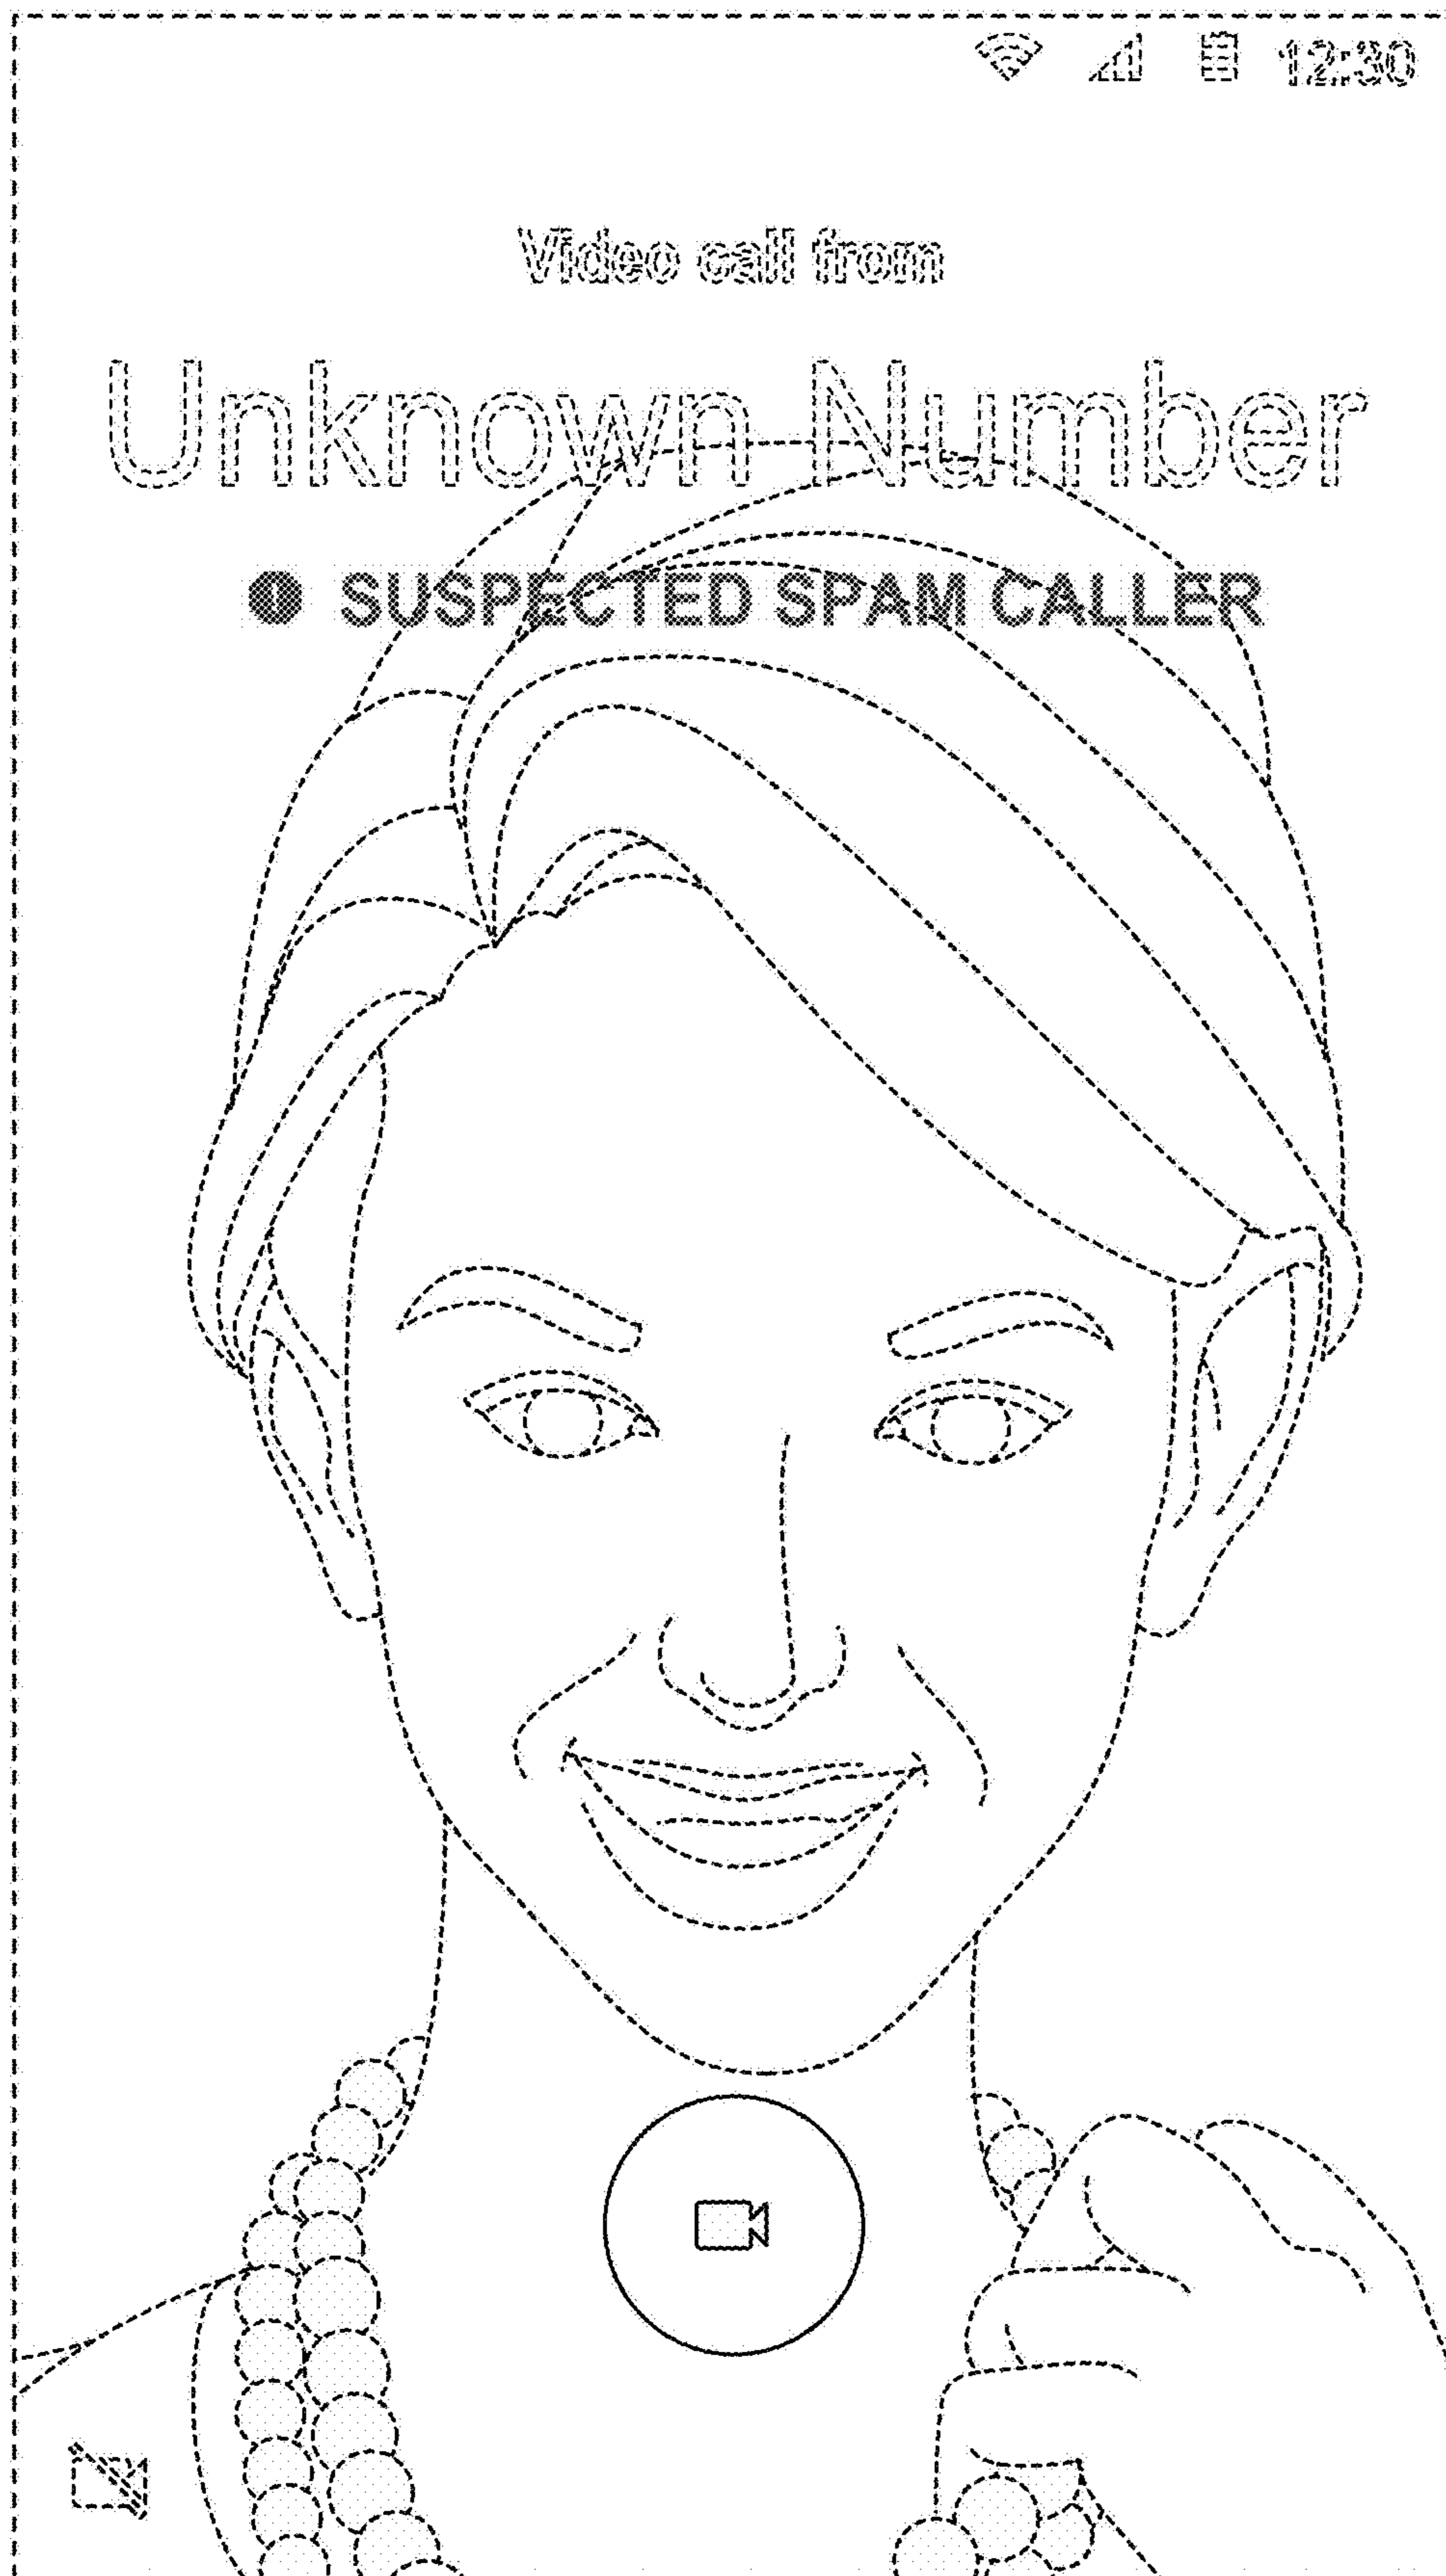 12:30
Video call from
Unknown Number
SUSPECTED SPAM CALLER